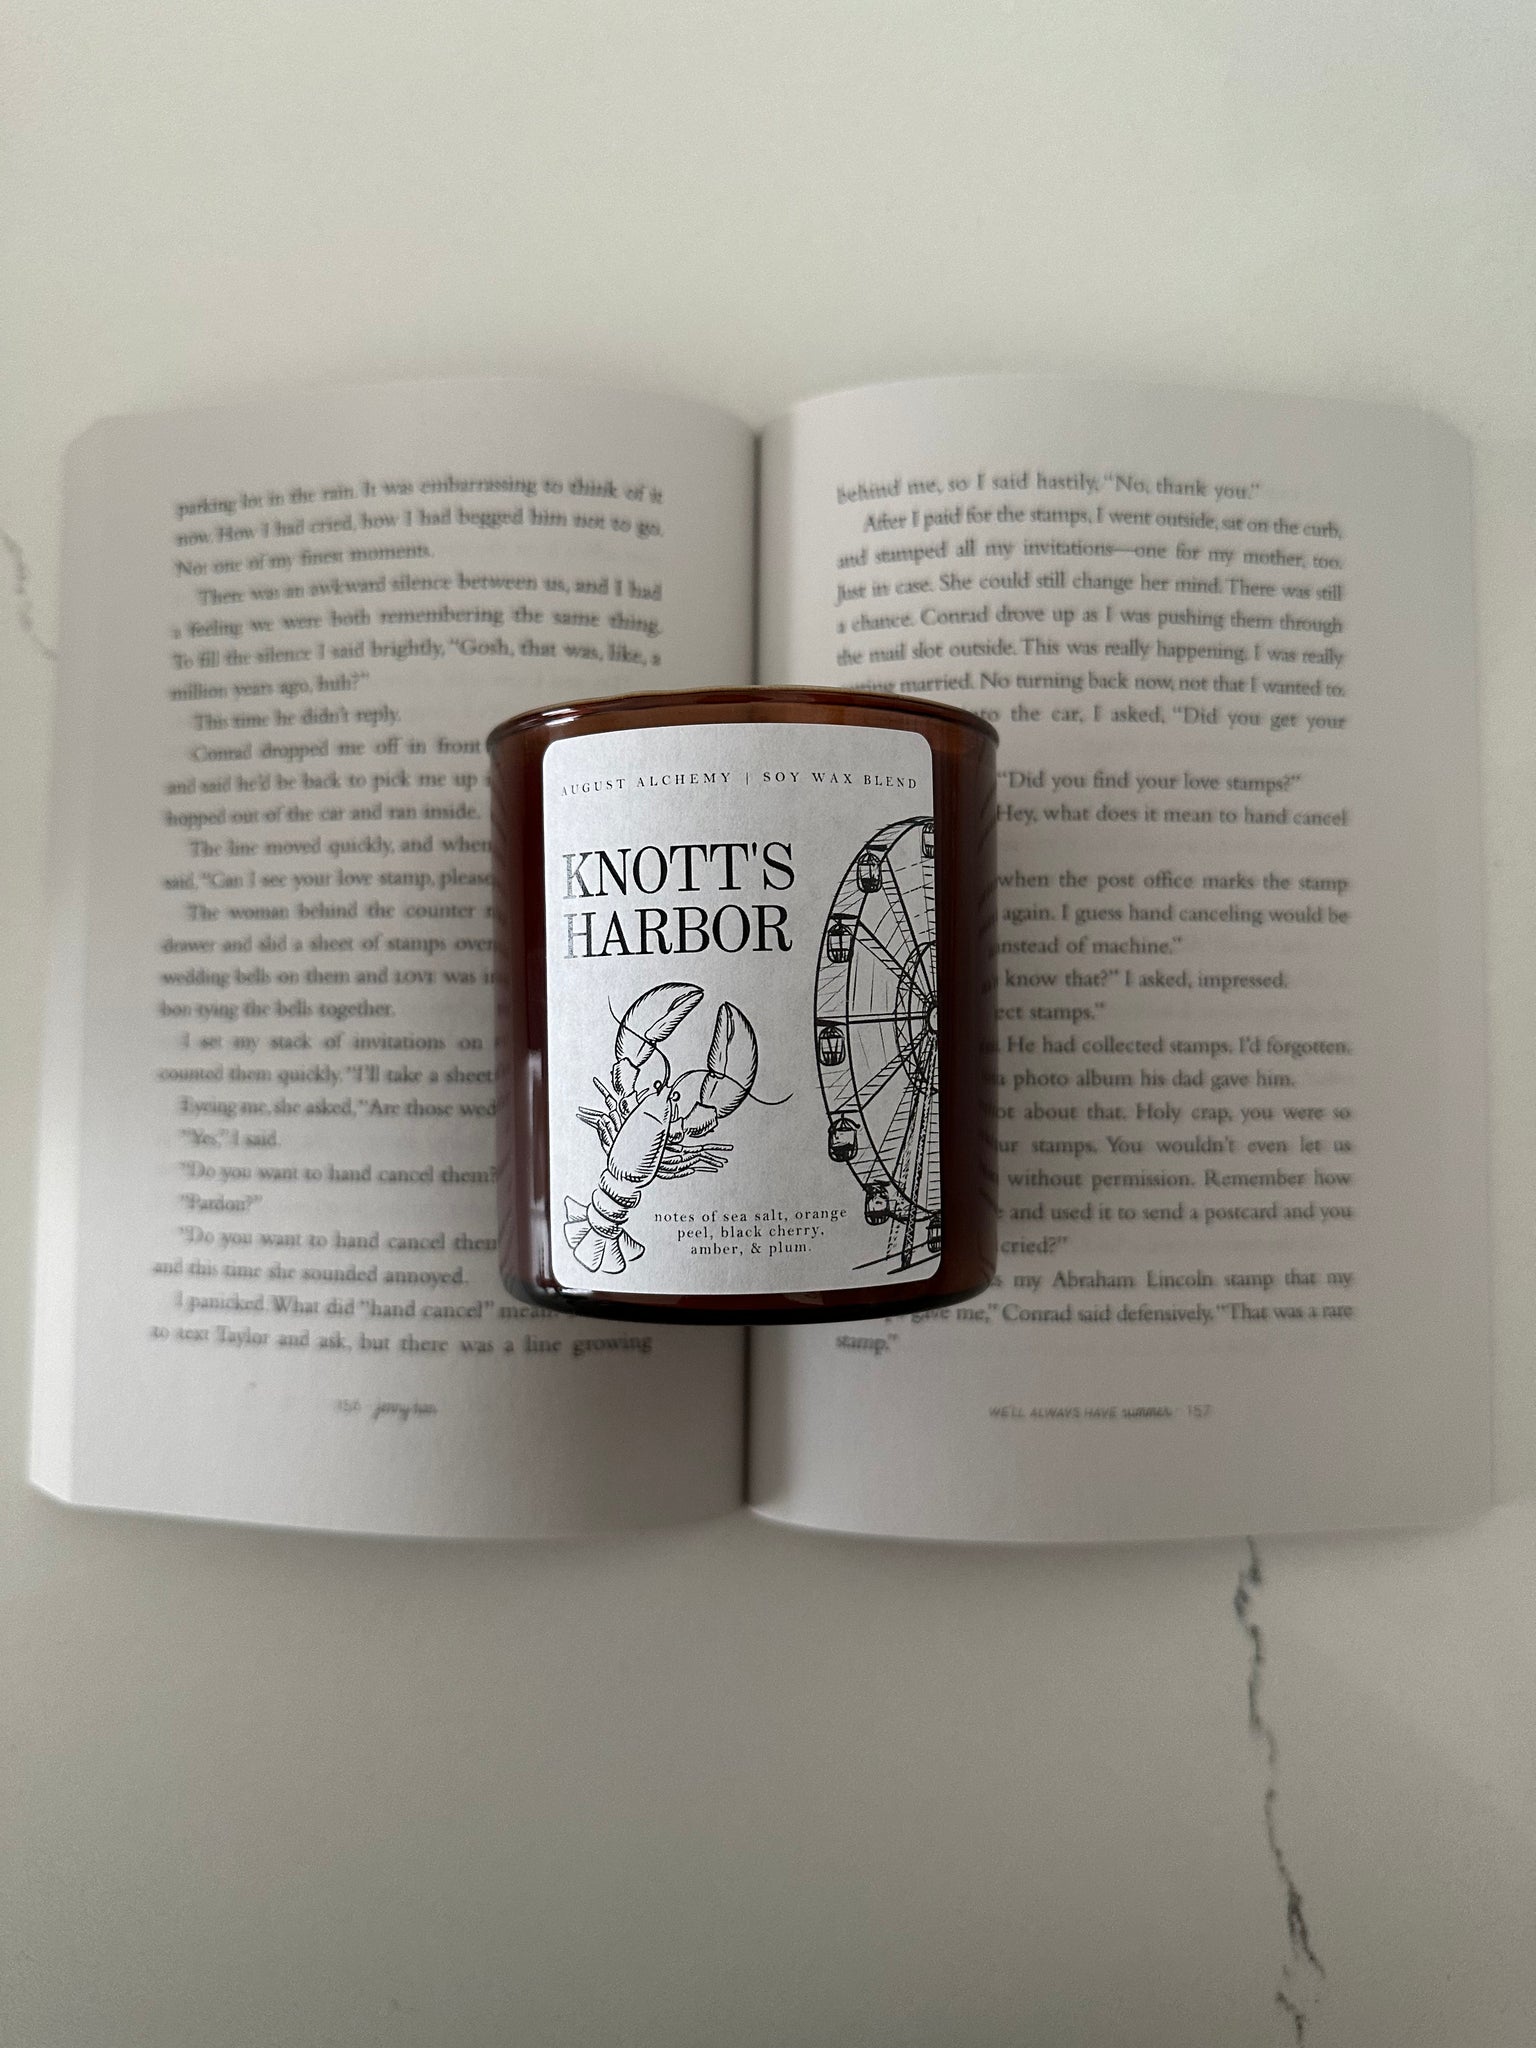 parking lot in the rain. It was embarrassing to think of it
now. How I had cried, how I had begged him not to go.
Not one of my finest moments.
There was an awkward silence between us, and I had
a feeling we were both remembering the same thing.
To fill the silence I said brightly, “Gosh, that was, like, a
million years ago, huh?”
This time he didn’t reply.
Conrad dropped me off in front
and said he’d be back to pick me up
hopped out of the car and ran inside.
The line moved quickly, and when
said, “Can I see your love stamp, please
The woman behind the counter
drawer and slid a sheet of stamps over
wedding bells on them and LOVE was
bon tying the bells together.
I set my stack of invitations on
counted them quickly. “I’ll take a sheet
Eyeing me, she asked, “Are those wed
“Yes,” I said.
“Do you want to hand cancel them?
“Pardon?”
“Do you want to hand cancel them
and this time she sounded annoyed.
I panicked. What did “hand cancel” mean
to text Taylor and ask, but there was a line growing
156 jenny han
AUGUST ALCHEMY | SOY WAX BLEND
KNOTT'S
HARBOR
notes of sea salt, orange
peel, black cherry,
amber, & plum.
behind me, so I said hastily, “No, thank you.”
After I paid for the stamps, I went outside, sat on the curb,
and stamped all my invitations—one for my mother, too.
Just in case. She could still change her mind. There was still
a chance. Conrad drove up as I was pushing them through
the mail slot outside. This was really happening. I was really
married. No turning back now, not that I wanted to.
the car, I asked, “Did you get your
“Did you find your love stamps?”
Hey, what does it mean to hand cancel
when the post office marks the stamp
again. I guess hand canceling would be
instead of machine.”
know that?” I asked, impressed.
stamps.”
He had collected stamps. I’d forgotten.
photo album his dad gave him.
about that. Holy crap, you were so
stamps. You wouldn’t even let us
without permission. Remember how
and used it to send a postcard and you
cried?”
my Abraham Lincoln stamp that my
me,” Conrad said defensively. “That was a rare
stamp.”
WE’LL ALWAYS HAVE summer 157